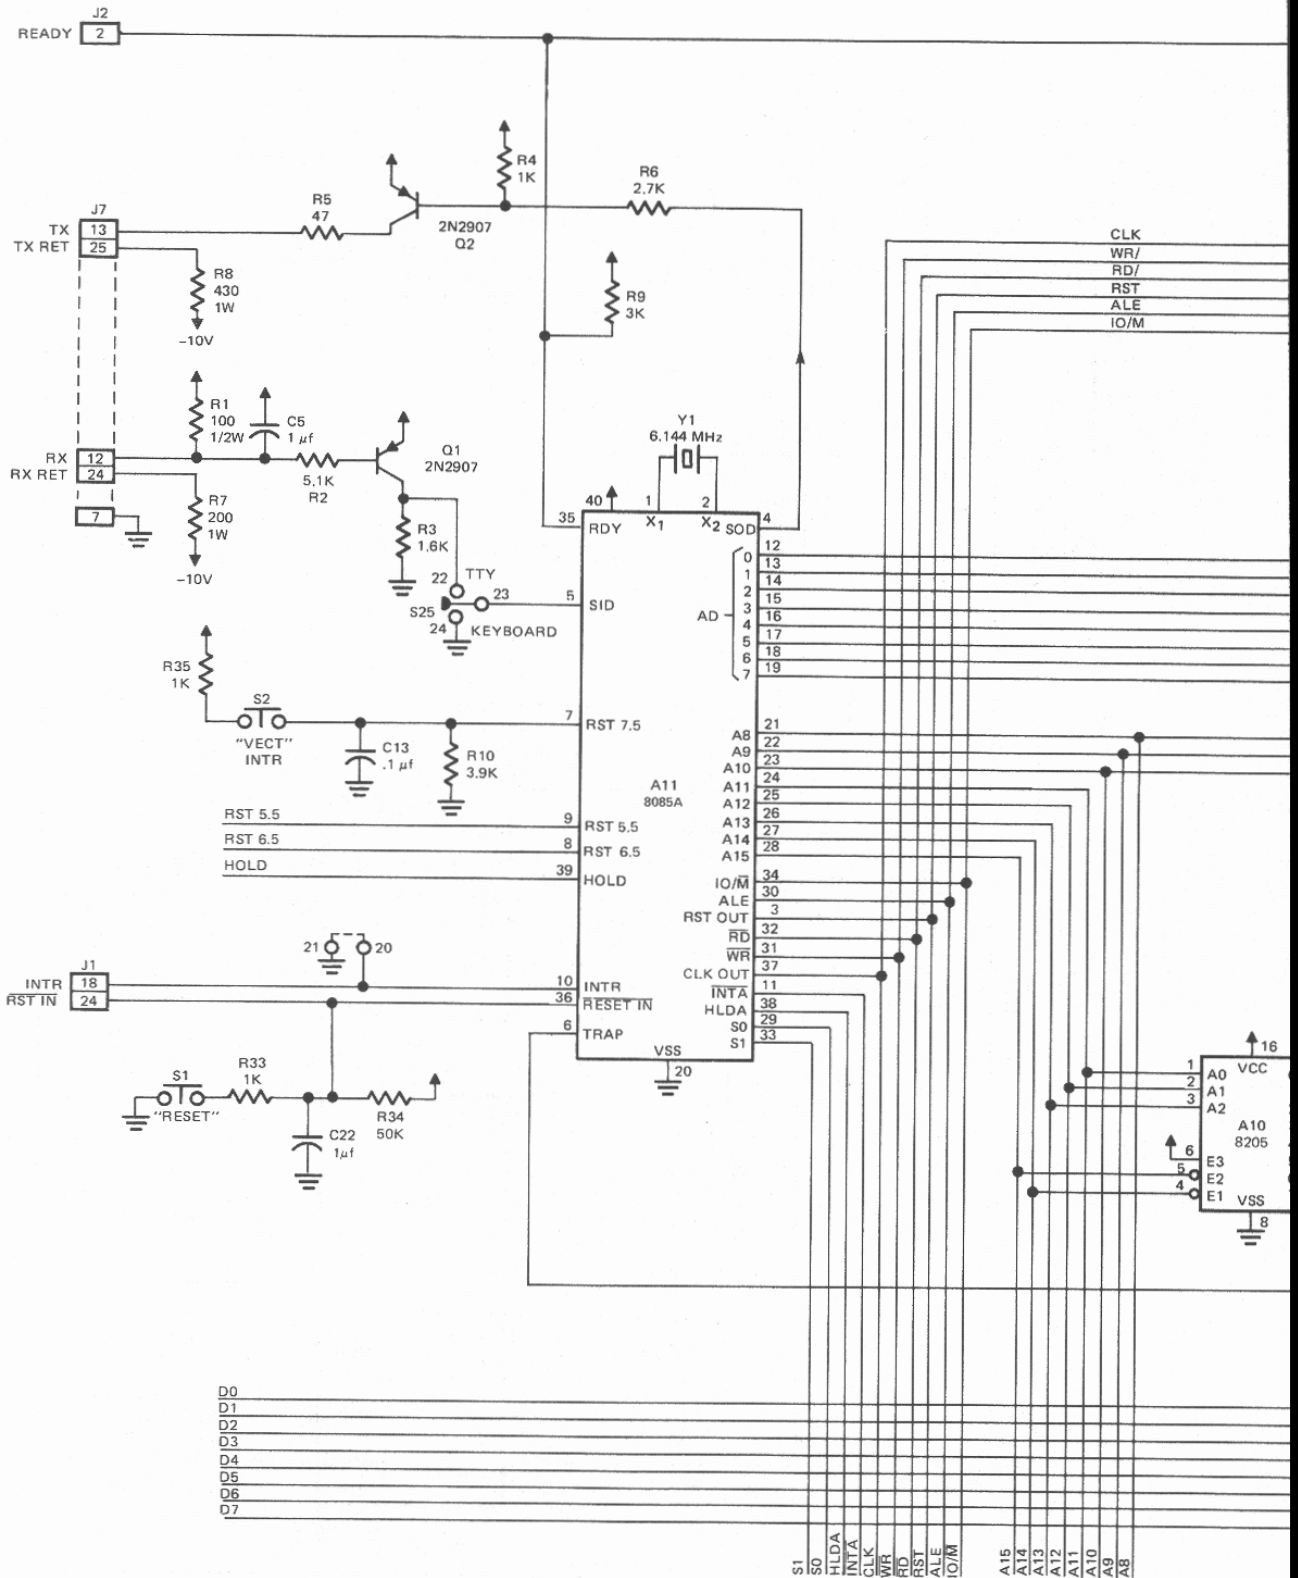 J2
READY 2
R4
1K
R6
2.7K
R5
47
J7
TX 13
TX RET 25
2N2907
Q2
CLK
WR/
RD/
RST
ALE
IO/M
R8
430
1W
-10V
R9
3K
R1
100
1/2W
C5
1 µf
Y1
6.144 MHz
Q1
2N2907
RX 12
RX RET 24
5.1K
R2
R7
200
1W
-10V
7
R3
1.6K
40
1
2
X1
X2
35 RDY
SOD 4
AD
0 12
1 13
2 14
3 15
4 16
5 17
6 18
7 19
22 TTY
S25
23
24 KEYBOARD
5 SID
R35
1K
S2
"VECT"
INTR
C13
.1 µf
R10
3.9K
7 RST 7.5
A11
8085A
A8 21
A9 22
A10 23
A11 24
A12 25
A13 26
A14 27
A15 28
RST 5.5 9 RST 5.5
RST 6.5 8 RST 6.5
HOLD 39 HOLD
IO/M̅ 34
ALE 30
RST OUT 3
R̅D̅ 32
W̅R̅ 31
CLK OUT 37
I̅N̅T̅A̅ 11
HLDA 38
S0 29
S1 33
21 20
J1
INTR 18
R̅S̅T̅ I̅N̅ 24
10 INTR
36 R̅E̅S̅E̅T̅ I̅N̅
6 TRAP
VSS
20
S1
"RESET"
R33
1K
R34
50K
C22
1µf
16
VCC
1 A0
2 A1
3 A2
A10
8205
6 E3
5 E2
4 E1
VSS
8
D0
D1
D2
D3
D4
D5
D6
D7
S1
S0
HLDA
I̅N̅T̅A̅
CLK
W̅R̅
R̅D̅
RST
ALE
IO/M̅
A15
A14
A13
A12
A11
A10
A9
A8